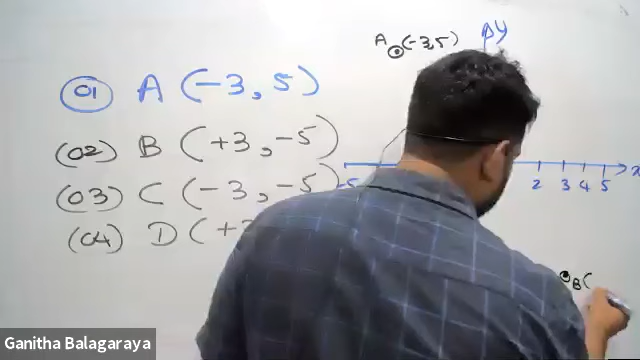 01 A (-3, 5)
(02) B (+3, -5)
(03) C (-3, -5)
(04) D (+3
A (-3,5)
y
-5 2 3 4 5 x
B (
Ganitha Balagaraya